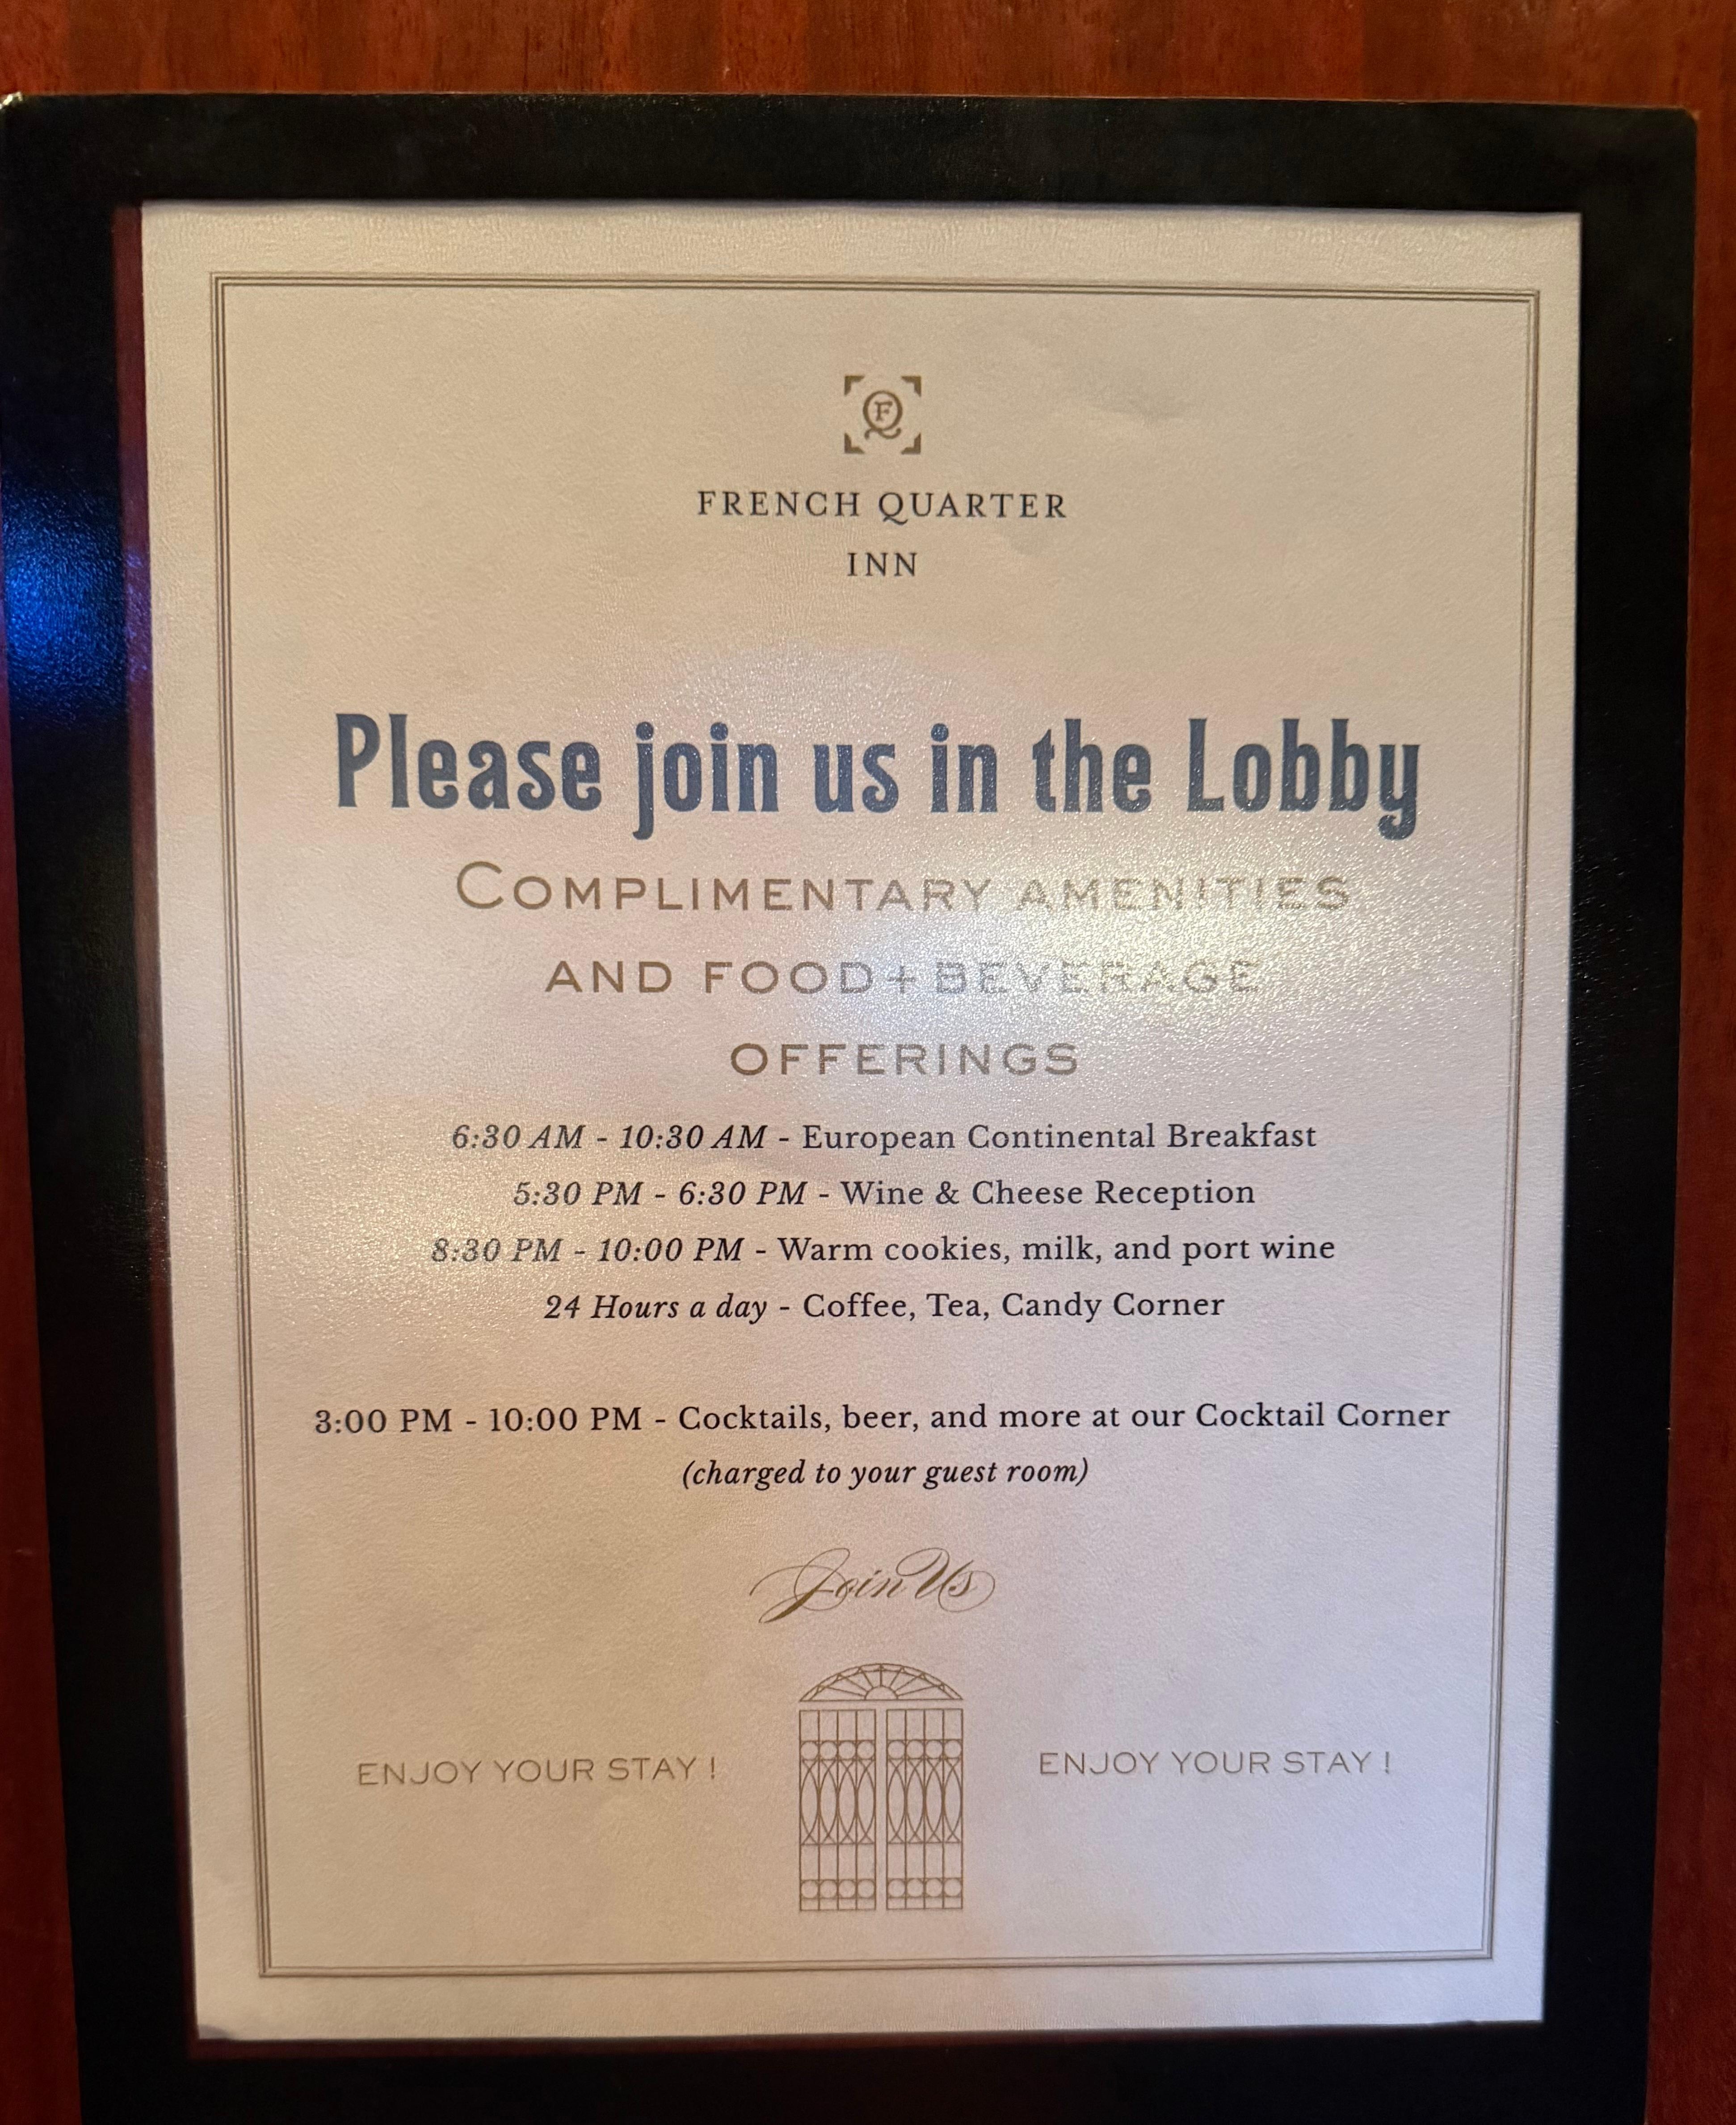 FQ
FRENCH QUARTER
INN
Please join us in the Lobby
COMPLIMENTARY AMENITIES
AND FOOD+BEVERAGE
OFFERINGS
6:30 AM - 10:30 AM - European Continental Breakfast
5:30 PM - 6:30 PM - Wine & Cheese Reception
8:30 PM - 10:00 PM - Warm cookies, milk, and port wine
24 Hours a day - Coffee, Tea, Candy Corner
3:00 PM - 10:00 PM - Cocktails, beer, and more at our Cocktail Corner
(charged to your guest room)
Join Us
ENJOY YOUR STAY ! ENJOY YOUR STAY !